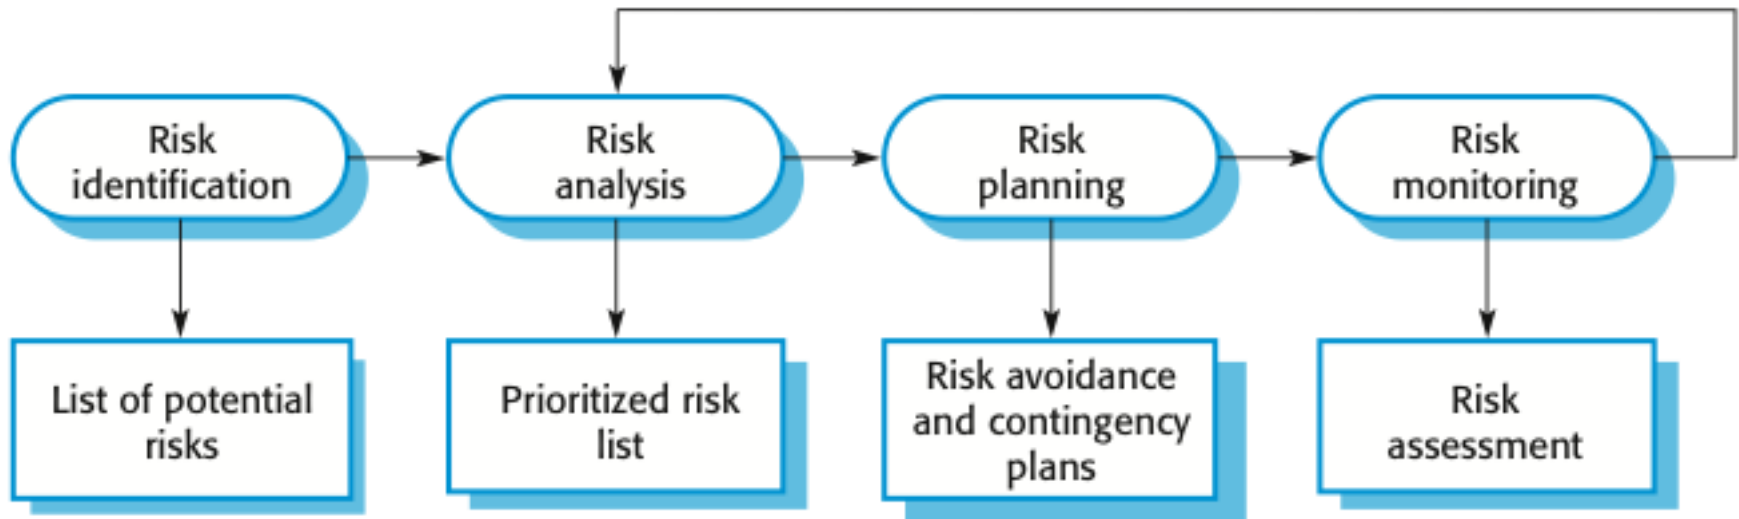 Risk
identification
Risk
analysis
Risk
planning
Risk
monitoring
List of potential
risks
Prioritized risk
list
Risk avoidance
and contingency
plans
Risk
assessment